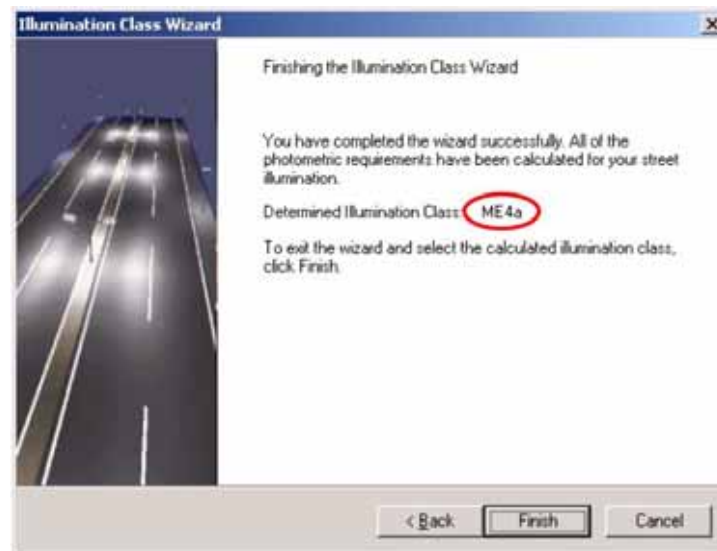 Illumination Class Wizard
Finishing the Illumination Class Wizard
You have completed the wizard successfully. All of the
photometric requirements have been calculated for your street
illumination.
Determined Illumination Class: ME4a
To exit the wizard and select the calculated illumination class,
click Finish.
< Back
Finish
Cancel